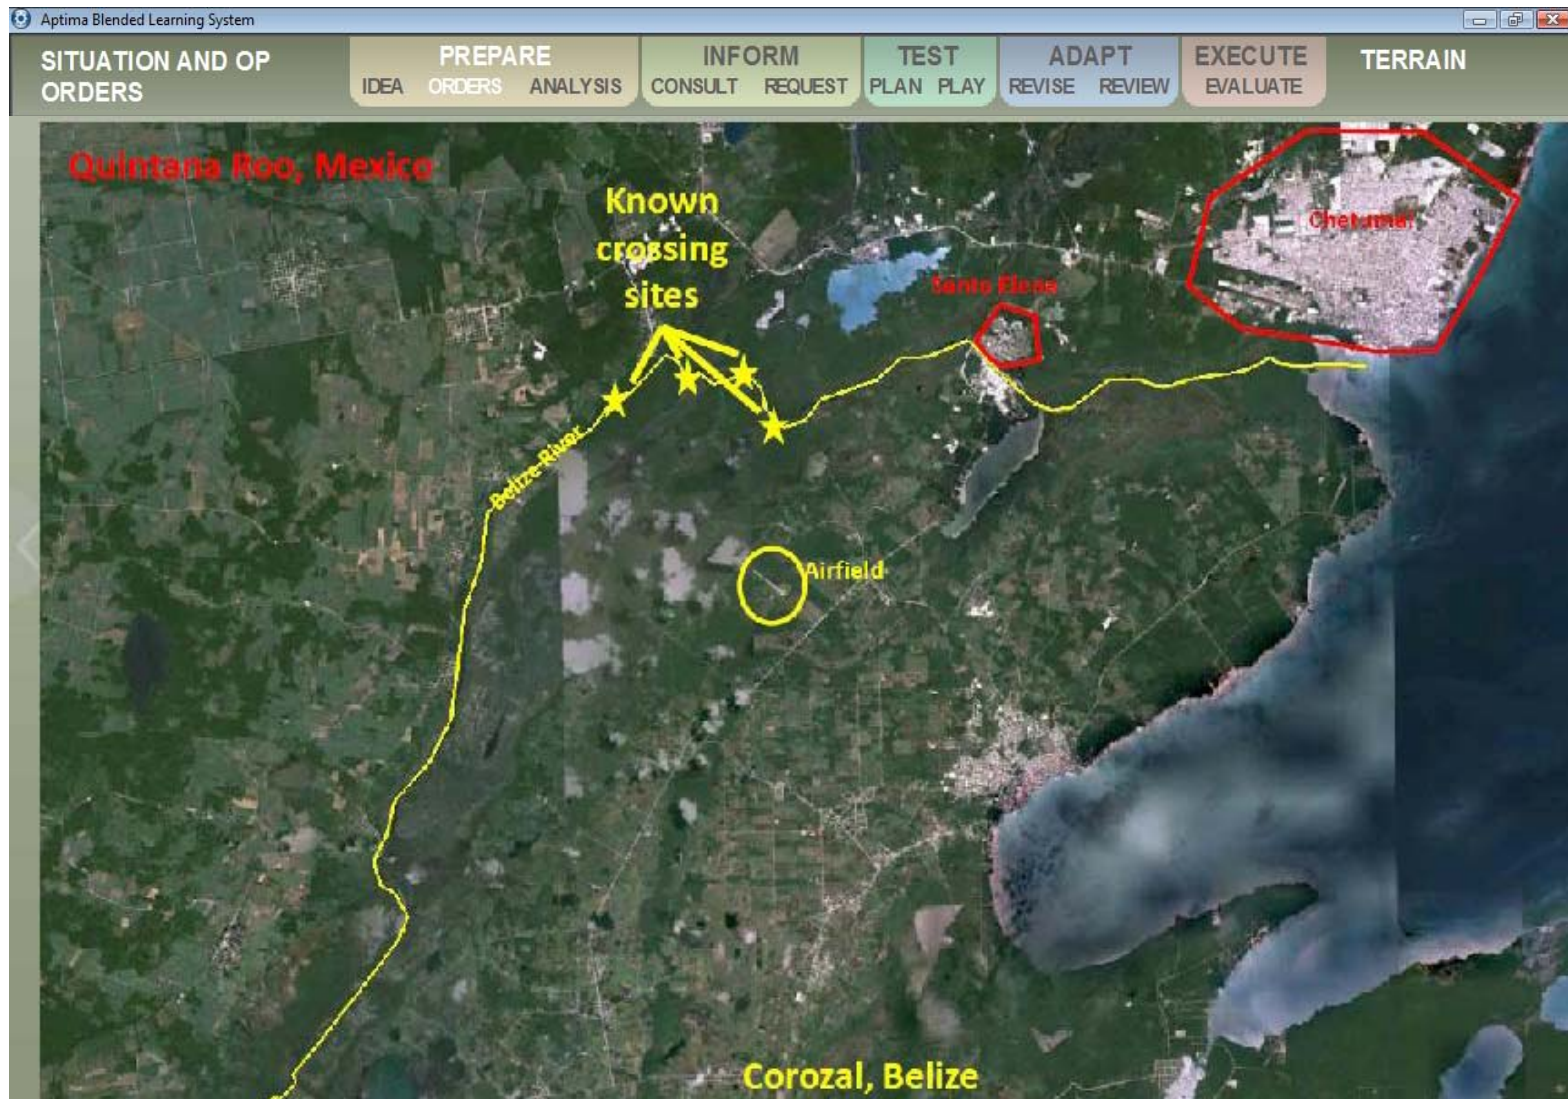 Aptima Blended Learning System
SITUATION AND OP
ORDERS
PREPARE
IDEA ORDERS ANALYSIS
INFORM
CONSULT REQUEST
TEST
PLAN PLAY
ADAPT
REVISE REVIEW
EXECUTE
EVALUATE
TERRAIN
Quintana Roo, Mexico
Known
crossing
sites
Chetumal
Santa Elena
Belize River
Airfield
Corozal, Belize